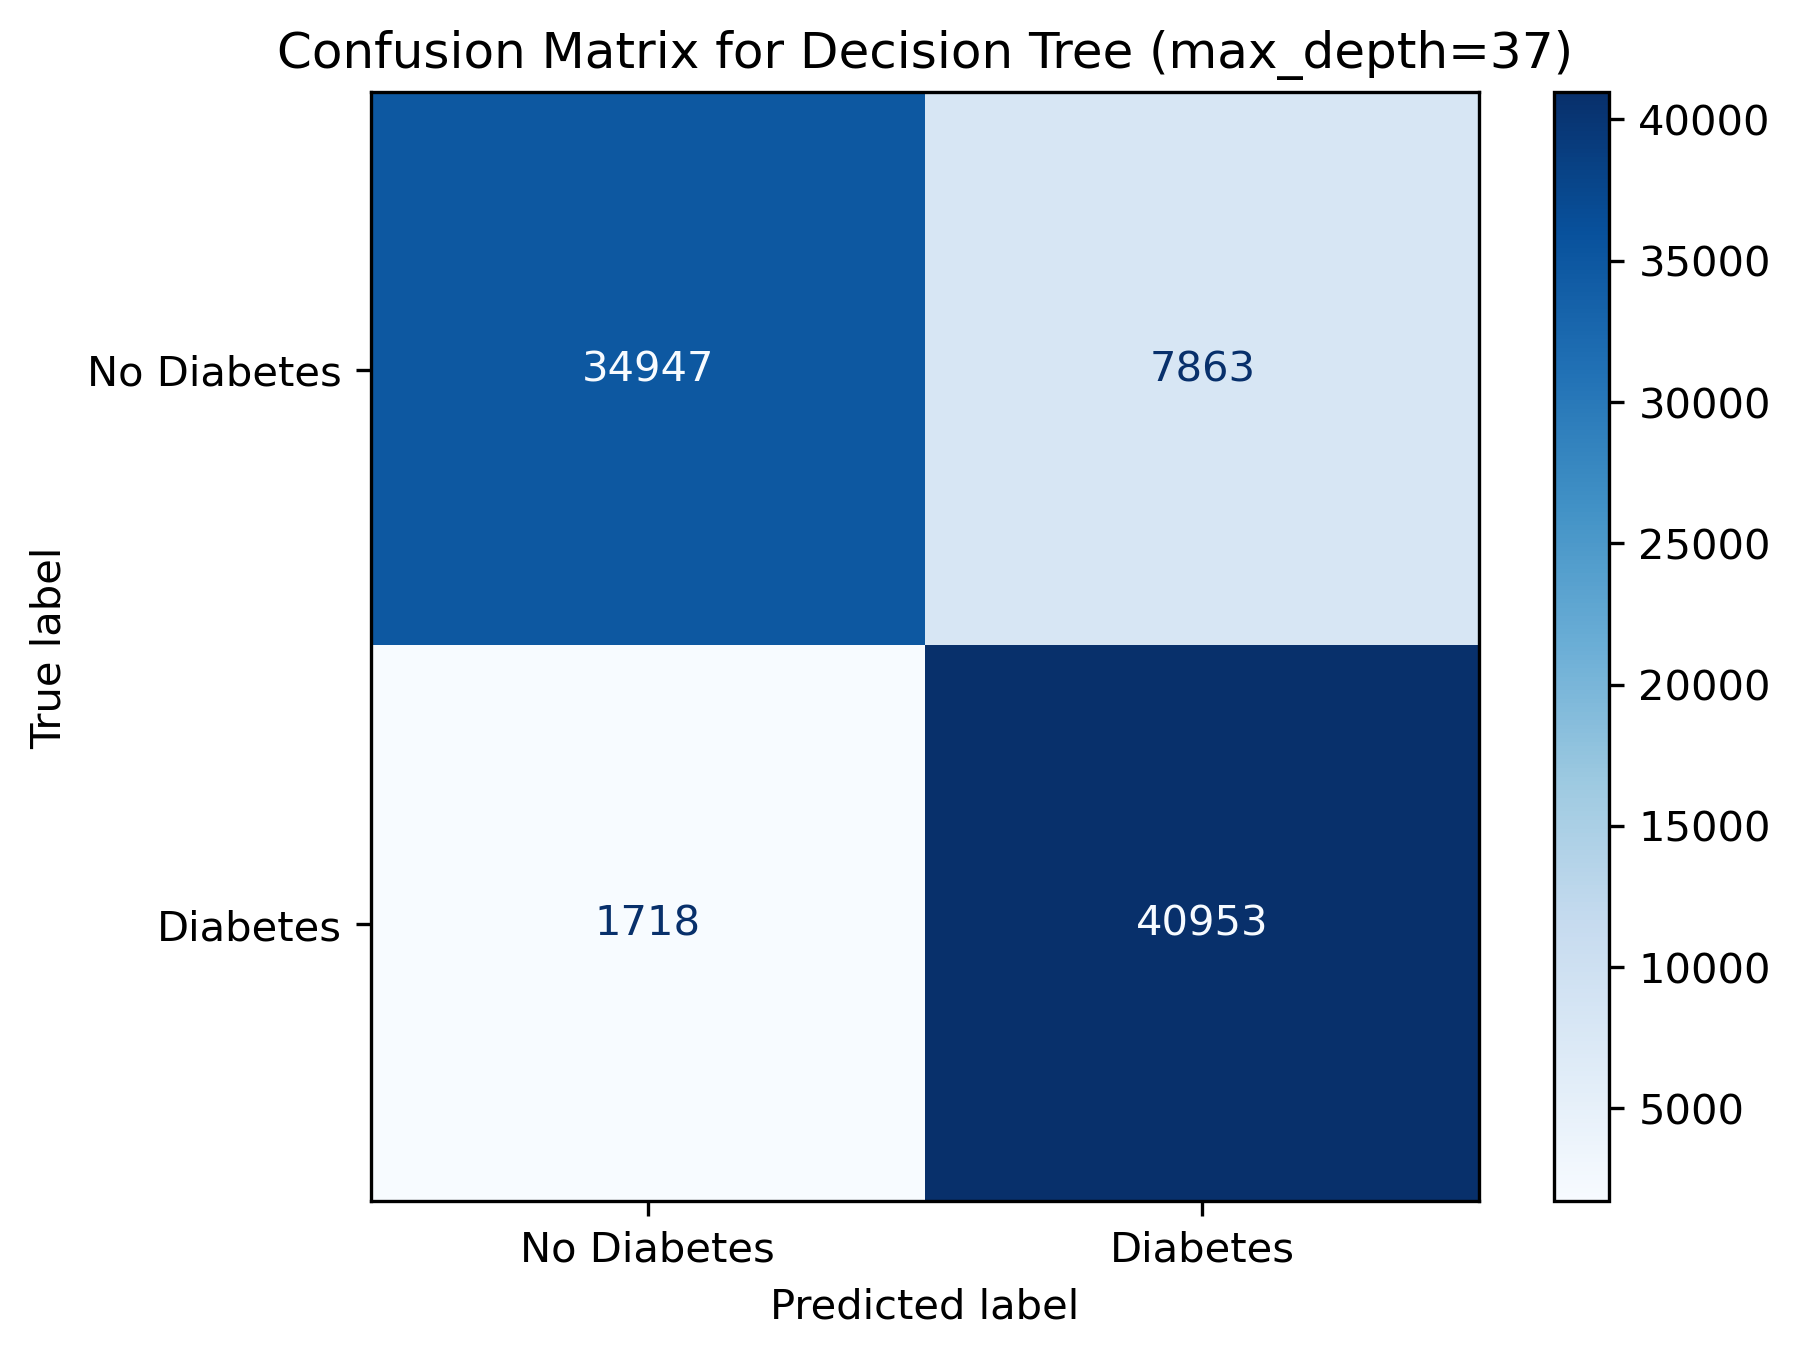 Confusion Matrix for Decision Tree (max_depth=37)
True label
No Diabetes
Diabetes
34947
7863
1718
40953
No Diabetes
Diabetes
Predicted label
40000
35000
30000
25000
20000
15000
10000
5000